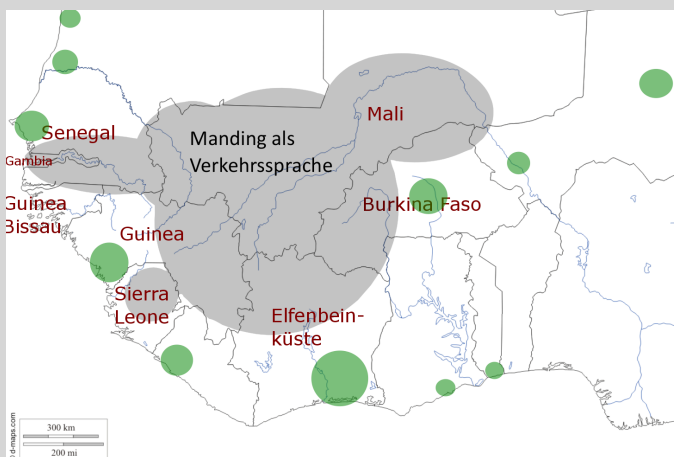 Mali
Senegal
Manding als
Verkehrssprache
Gambia
Guinea
Bissau
Burkina Faso
Guinea
Sierra
Leone
Elfenbein-
küste
300 km
200 mi
d-maps.com